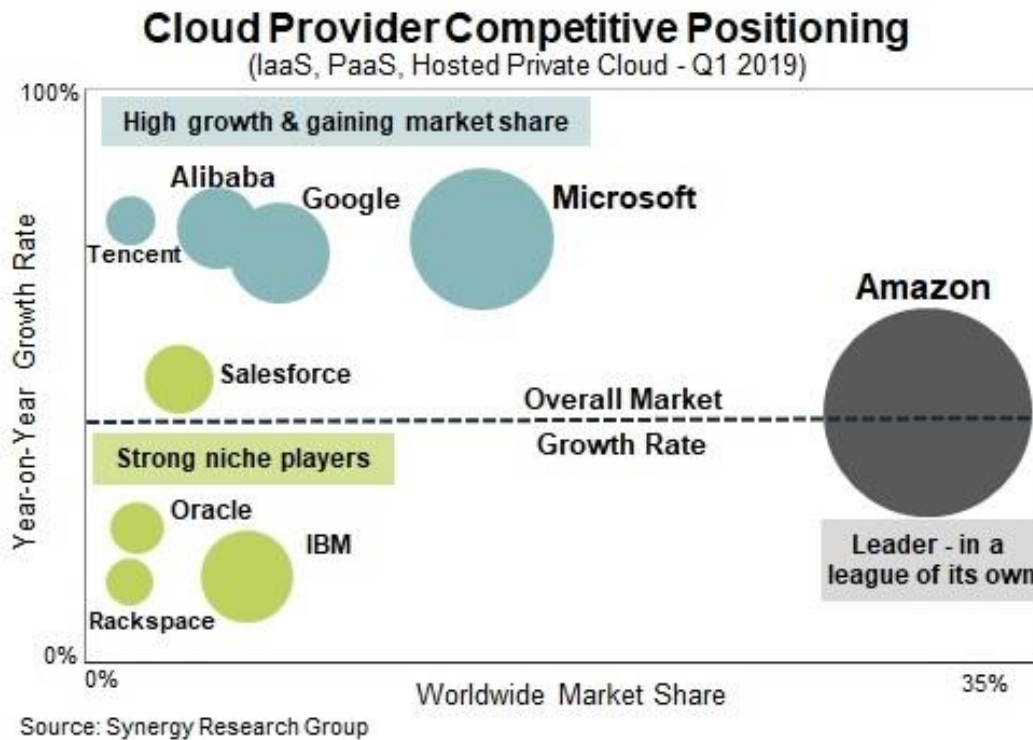 Cloud Provider Competitive Positioning
(IaaS, PaaS, Hosted Private Cloud - Q1 2019)
100%
High growth & gaining market share
Alibaba
Google
Microsoft
Tencent
Amazon
Salesforce
Overall Market
Growth Rate
Strong niche players
Oracle
IBM
Rackspace
Leader - in a
league of its own
Year-on-Year Growth Rate
0%
0%
Worldwide Market Share
35%
Source: Synergy Research Group